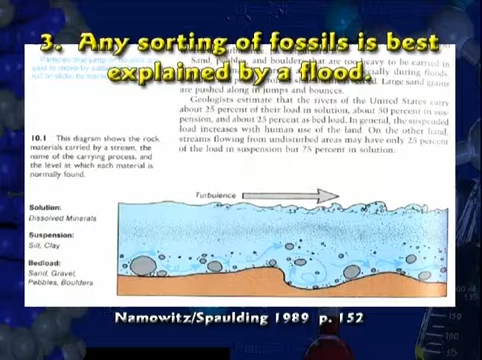 3. Any sorting of fossils is best
explained by a flood.
Sand, pebbles, and boulders that are too heavy to be carried in
are pushed along in jumps and bounces.
Geologists estimate that the rivers of the United States carry
about 25 percent of their load in solution, about 50 percent in sus-
pension, and about 25 percent as bed load. In general, the suspended
load increases with human use of the land. On the other hand,
streams flowing from undisturbed areas may have only 25 percent
of the load in suspension but 75 percent in solution.
10.1 This diagram shows the rock
materials carried by a stream, the
name of the carrying process, and
the level at which each material is
normally found.
Turbulence
Solution:
Dissolved Minerals
Suspension:
Silt, Clay
Bedload:
Sand, Gravel,
Pebbles, Boulders
Namowitz/Spaulding 1989 p. 152